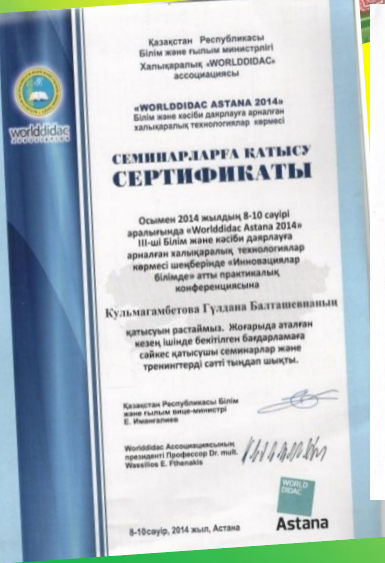 Қазақстан Республикасы
Білім және ғылым министрлігі
Халықаралық «WORLDDIDAC»
ассоциациясы
worlddidac
ASSOCIATION
«WORLDDIDAC ASTANA 2014»
Білім және кәсіби даярлауға арналған
халықаралық технологиялар көрмесі
СЕМИНАРЛАРҒА ҚАТЫСУ
СЕРТИФИКАТЫ
Осымен 2014 жылдың 8-10 сәуірі
аралығында «Worlddidac Astana 2014»
III-ші Білім және кәсіби даярлауға
арналған халықаралық технологиялар
көрмесі шеңберінде «Инновациялар
білімде» атты практикалық
конференциясына
Кульмагамбетова Гүлдана Балташевнаның
қатысуын растаймыз. Жоғарыда аталған
кезең ішінде бекітілген бағдарламаға
сәйкес қатысушы семинарлар және
тренингтерді сәтті тыңдап шықты.
Қазақстан Республикасы Білім
және ғылым вице-министрі
Е. Иманғалиев
Worlddidac Ассоциациясының
президенті Профессор Dr. mult.
Wassilios E. Fthenakis
WORLD
DIDAC
Astana
8-10сәуір, 2014 жыл, Астана